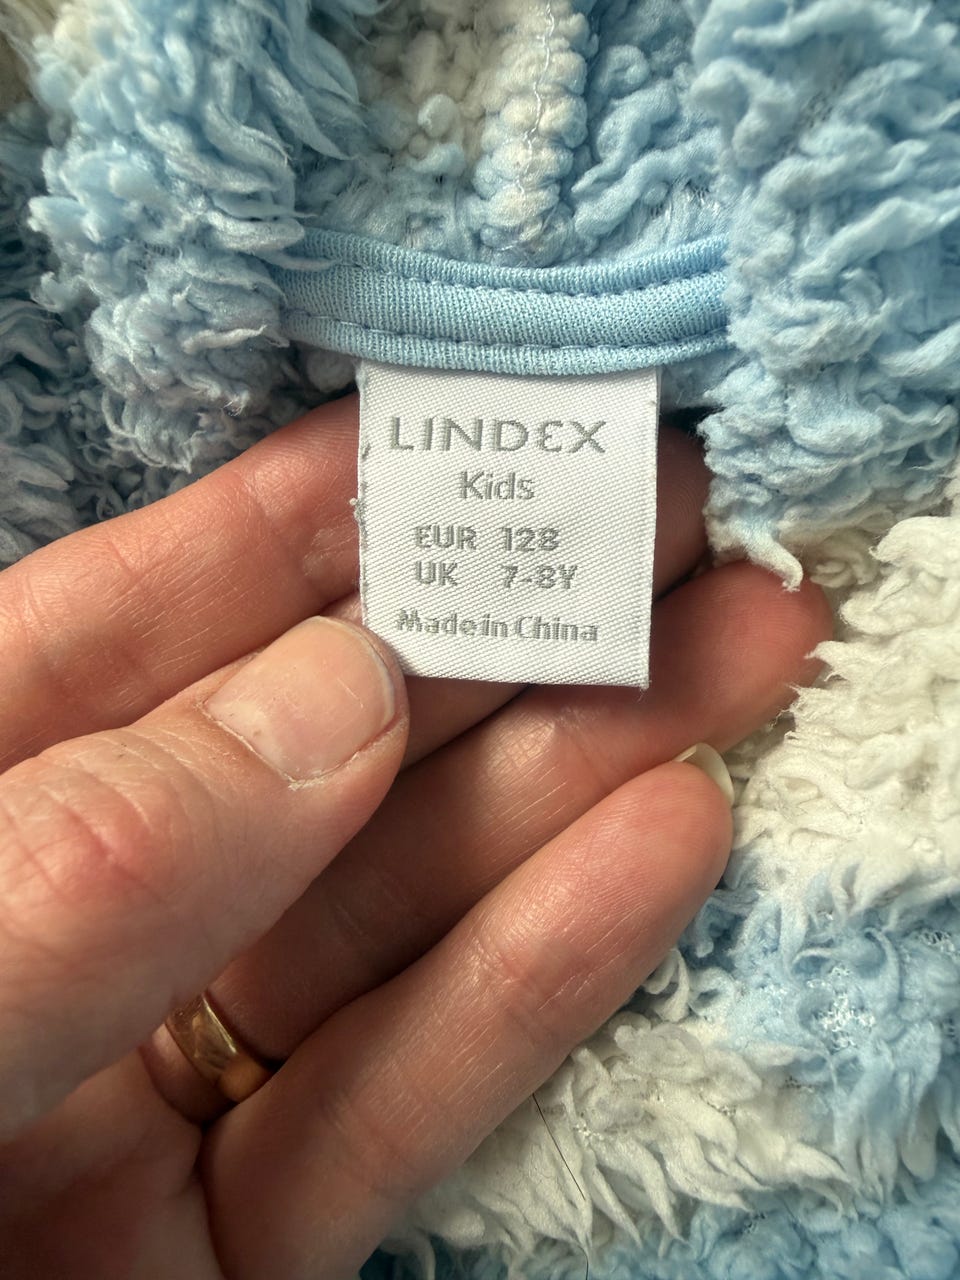 LINDEX
Kids
EUR 128
UK 7-8Y
Made in China